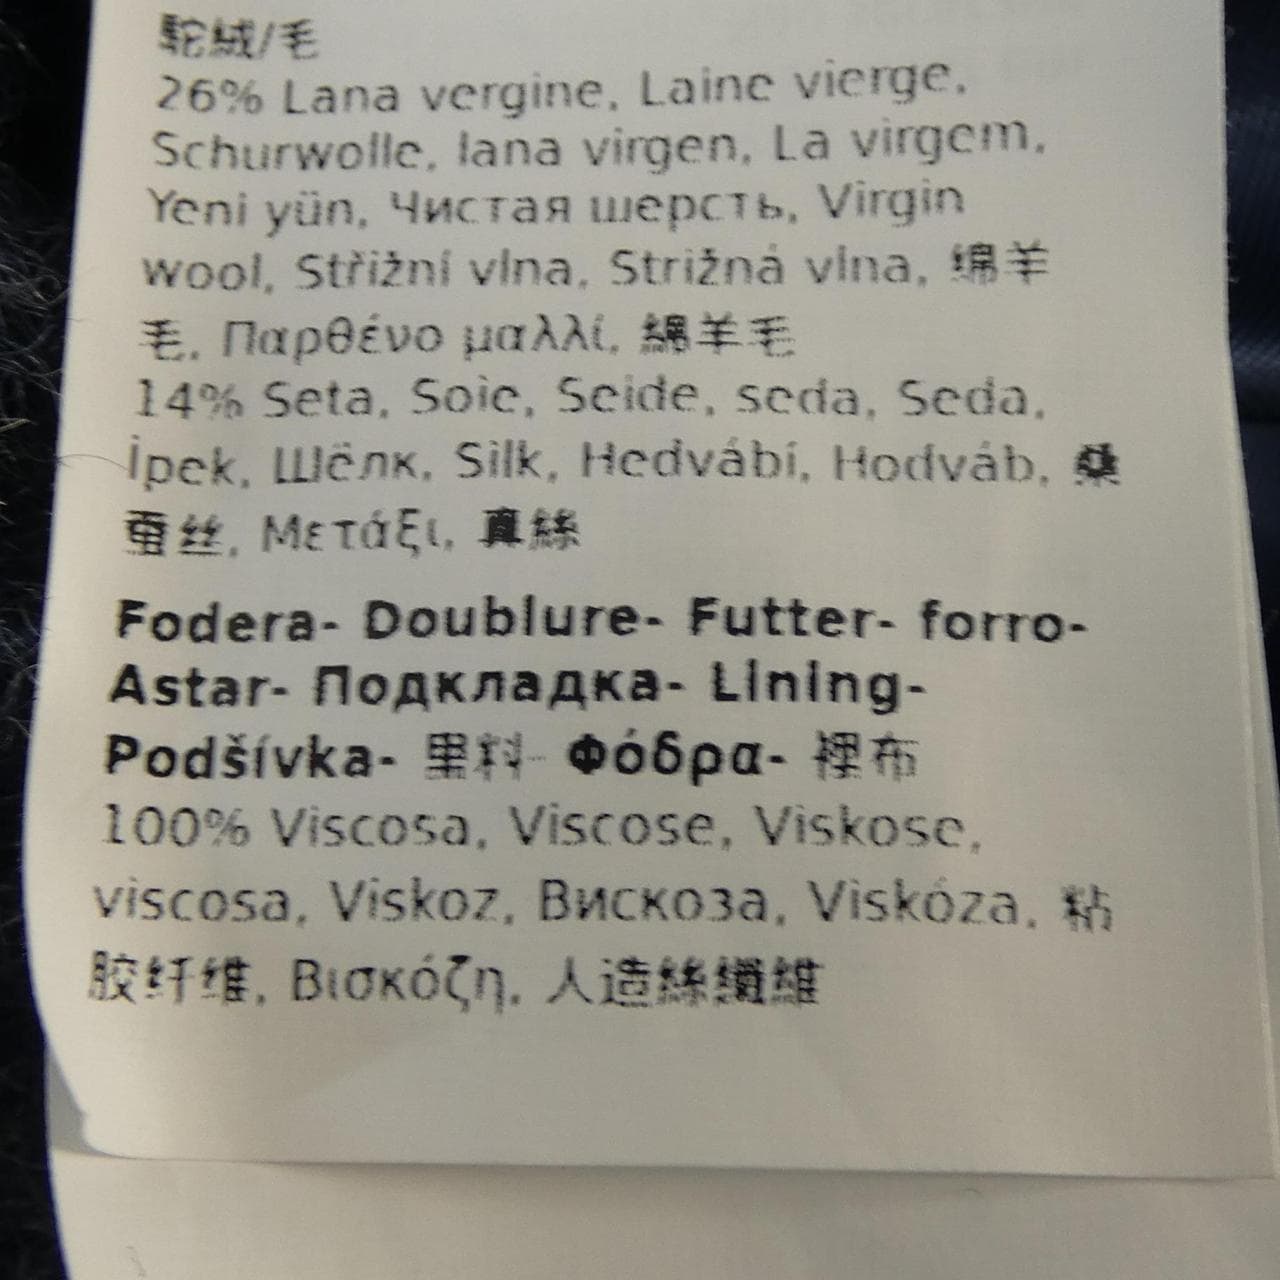 駝絨/毛
26% Lana vergine, Laine vierge,
Schurwolle, lana virgen, La virgem,
Yeni yün, Чистая шерсть, Virgin
wool, Střižní vlna, Strižná vlna, 绵羊
毛, Παρθένο μαλλί, 綿羊毛
14% Seta, Soie, Seide, seda, Seda,
İpek, Шёлк, Silk, Hedvábí, Hodváb, 桑
蚕丝, Μετάξι, 真絲
Fodera- Doublure- Futter- forro-
Astar- Подкладка- Lining-
Podšívka- 里料- Φόδρα- 裡布
100% Viscosa, Viscose, Viskose,
viscosa, Viskoz, Вискоза, Viskóza, 粘
胶纤维, Βισκόζη, 人造絲纖維